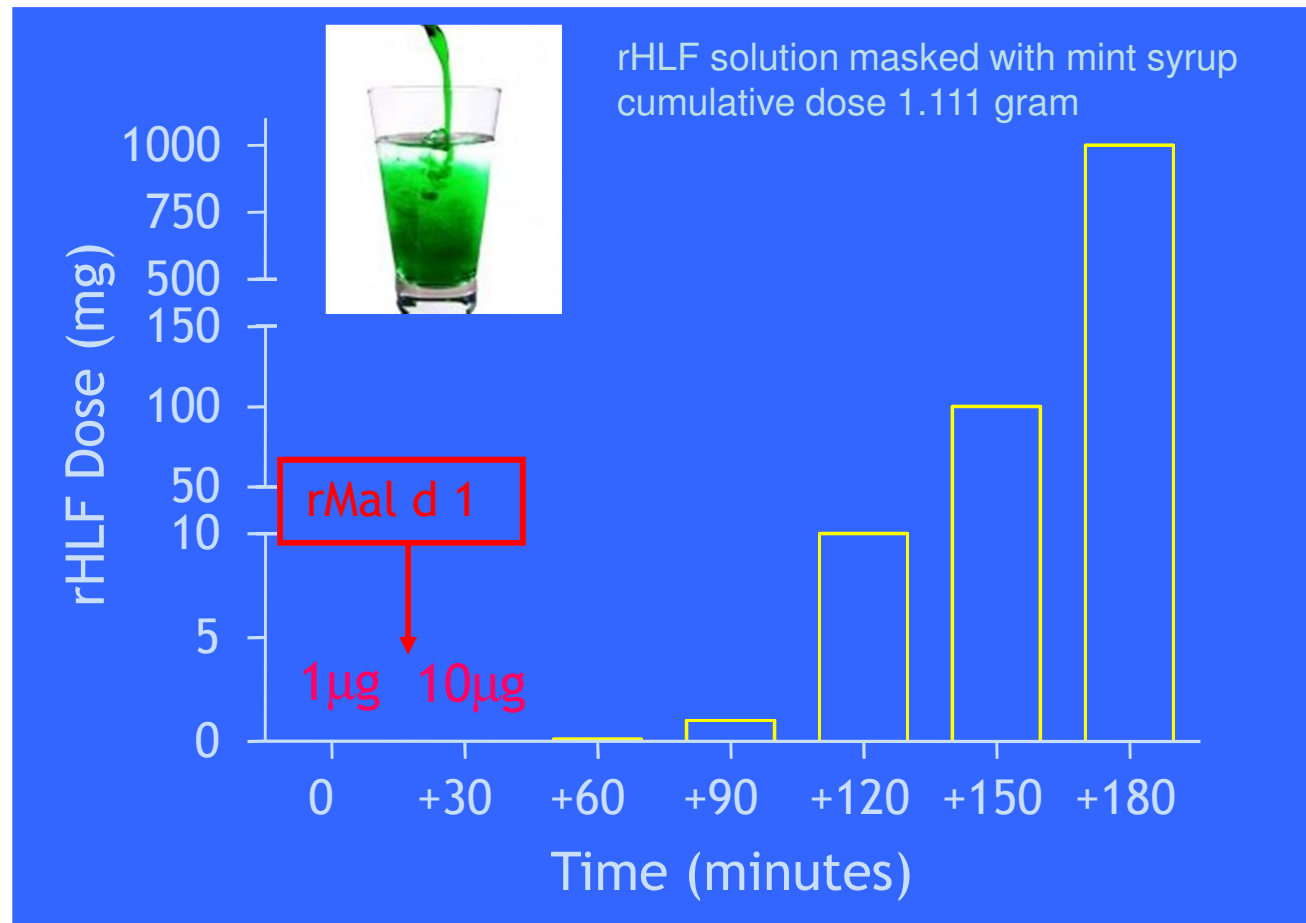 rHLF solution masked with mint syrup
cumulative dose 1.111 gram
rHLF Dose (mg)
1000
750
500
150
100
50
10
5
0
rMal d 1
1μg 10μg
0 +30 +60 +90 +120 +150 +180
Time (minutes)